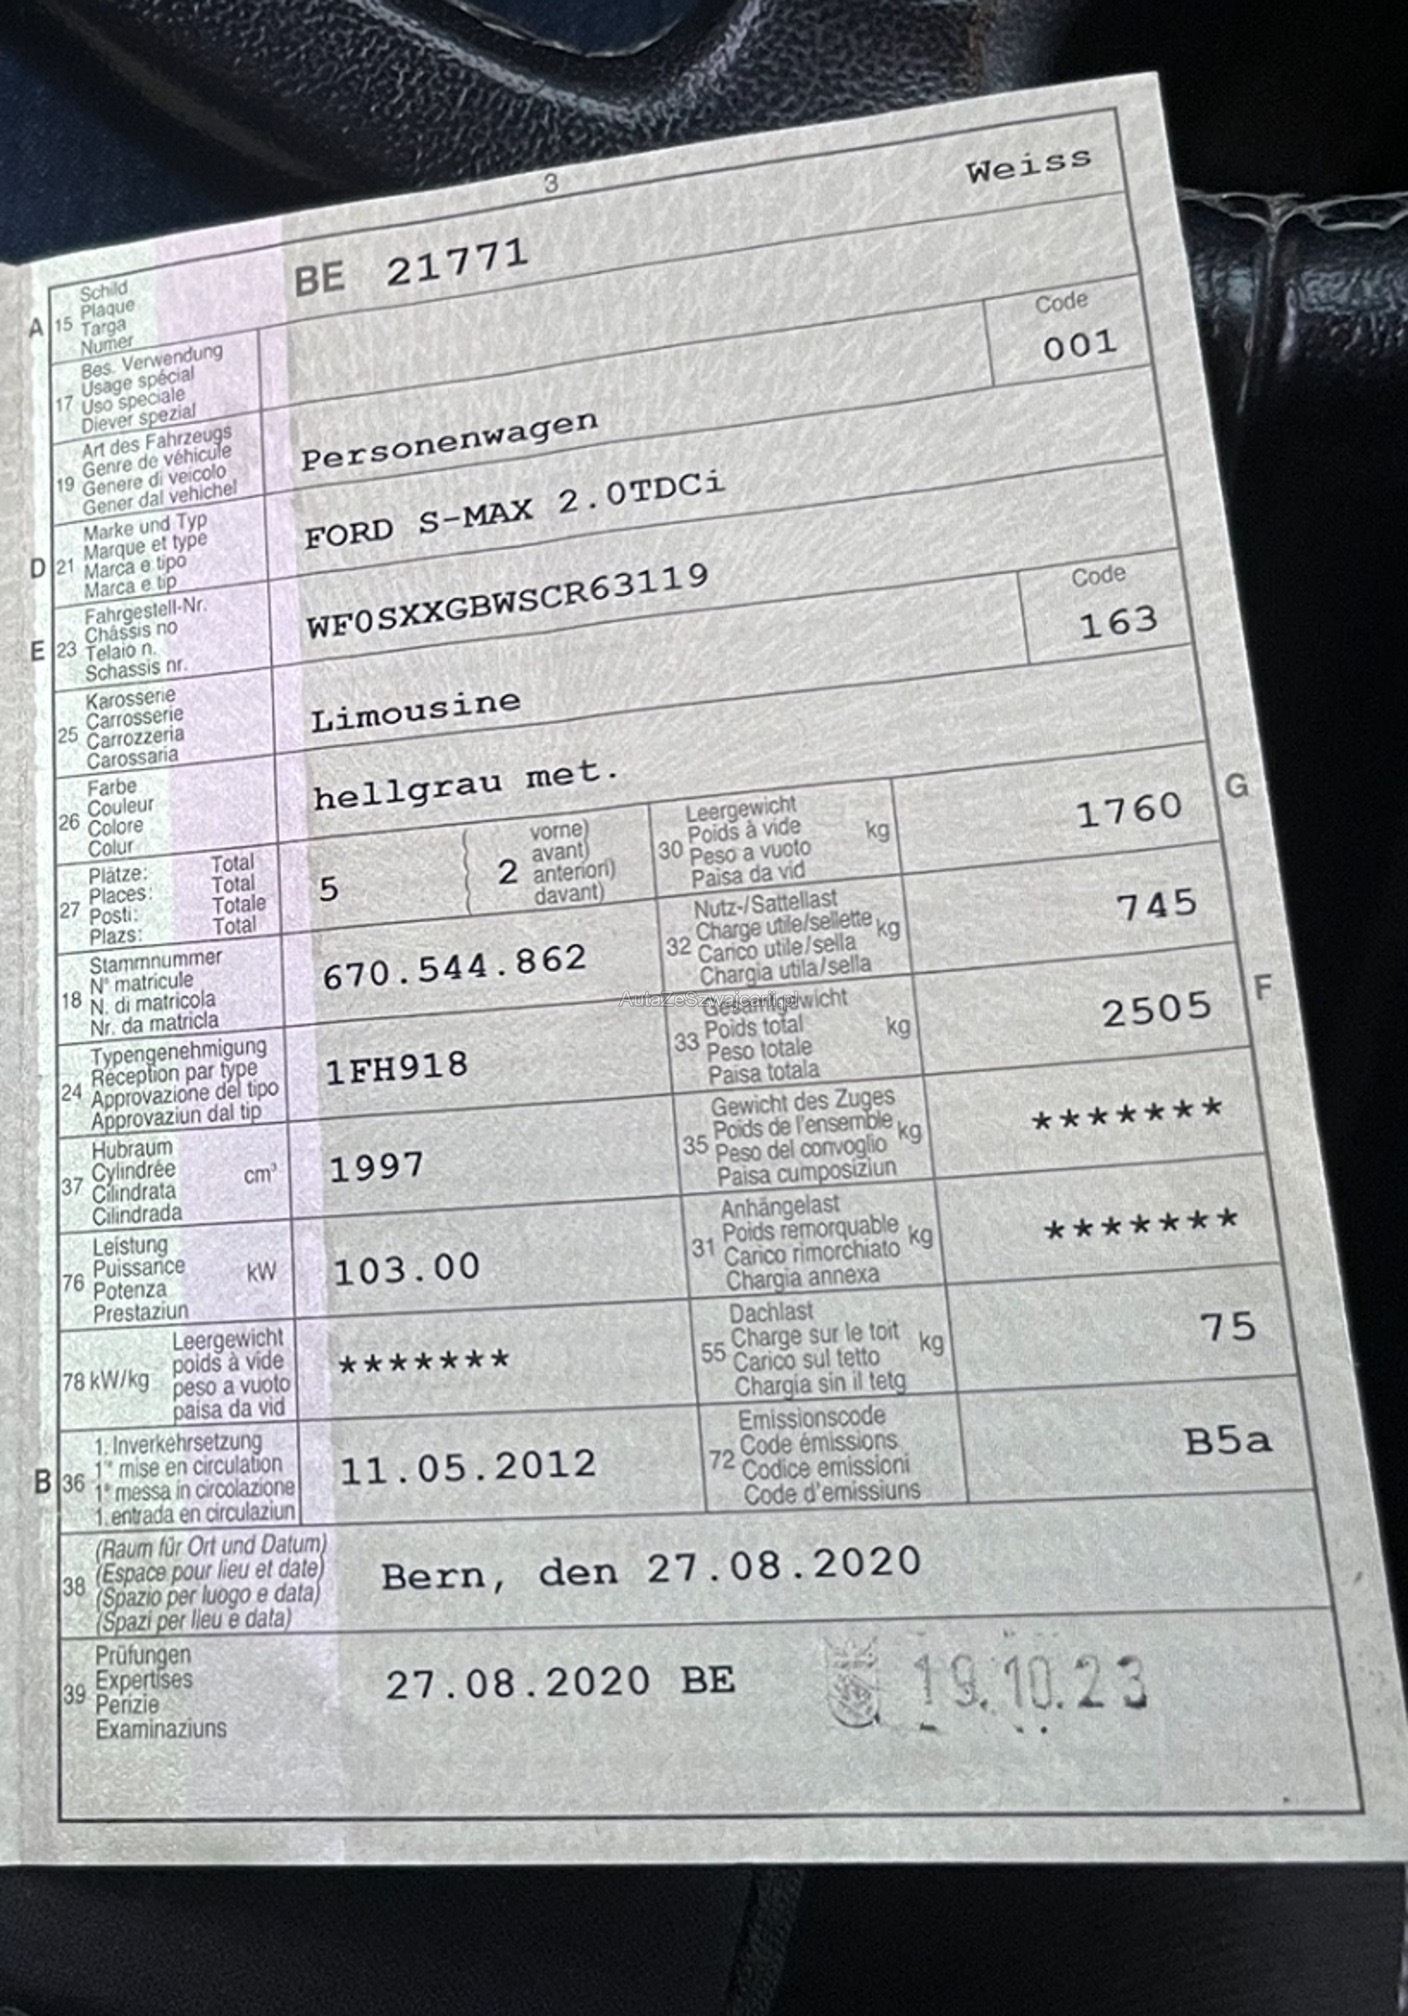 3
Weiss
A 15 Schild
Plaque
Targa
Numer
BE 21771
17 Bes. Verwendung
Usage spécial
Uso speciale
Diever spezial
19 Art des Fahrzeugs
Genre de véhicule
Genere di veicolo
Gener dal vehichel
Personenwagen
Code
001
D 21 Marke und Typ
Marque et type
Marca e tipo
Marca e tip
FORD S-MAX 2.0TDCi
E 23 Fahrgestell-Nr.
Châssis no
Telaio n.
Schassis nr.
WF0SXXGBWSCR63119
25 Karosserie
Carrosserie
Carrozzeria
Carossaria
Limousine
Code
163
26 Farbe
Couleur
Colore
Colur
hellgrau met.
27 Plätze: Total
Places: Total
Posti: Totale
Plazs: Total
5
2
vorne)
avant)
anteriori)
davant)
30 Leergewicht
Poids à vide
Peso a vuoto
Paisa da vid
kg
1760
G
18 Stammnummer
N° matricule
N. di matricola
Nr. da matricla
670.544.862
32 Nutz-/Sattellast
Charge utile/sellette
Carico utile/sella
Chargia utila/sella
kg
745
24 Typengenehmigung
Réception par type
Approvazione del tipo
Approvaziun dal tip
1FH918
AutaZeSzwajcarii.pl
33 Gesamtgewicht
Poids total
Peso totale
Paisa totala
kg
2505
F
37 Hubraum
Cylindrée
Cilindrata
Cilindrada
cm³
1997
35 Gewicht des Zuges
Poids de l'ensemble
Peso del convoglio
Paisa cumposiziun
kg
*******
76 Leistung
Puissance
Potenza
Prestaziun
kW
103.00
31 Anhängelast
Poids remorquable
Carico rimorchiato
Chargia annexa
kg
*******
78 kW/kg
Leergewicht
poids à vide
peso a vuoto
paisa da vid
*******
55 Dachlast
Charge sur le toit
Carico sul tetto
Chargia sin il tetg
kg
75
B 36 1. Inverkehrsetzung
1re mise en circulation
1a messa in circolazione
1. entrada en circulaziun
11.05.2012
72 Emissionscode
Code émissions
Codice emissioni
Code d'emissiuns
B5a
38 (Raum für Ort und Datum)
(Espace pour lieu et date)
(Spazio per luogo e data)
(Spazi per lieu e data)
Bern, den 27.08.2020
39 Prüfungen
Expertises
Perizie
Examinaziuns
27.08.2020 BE
19.10.23